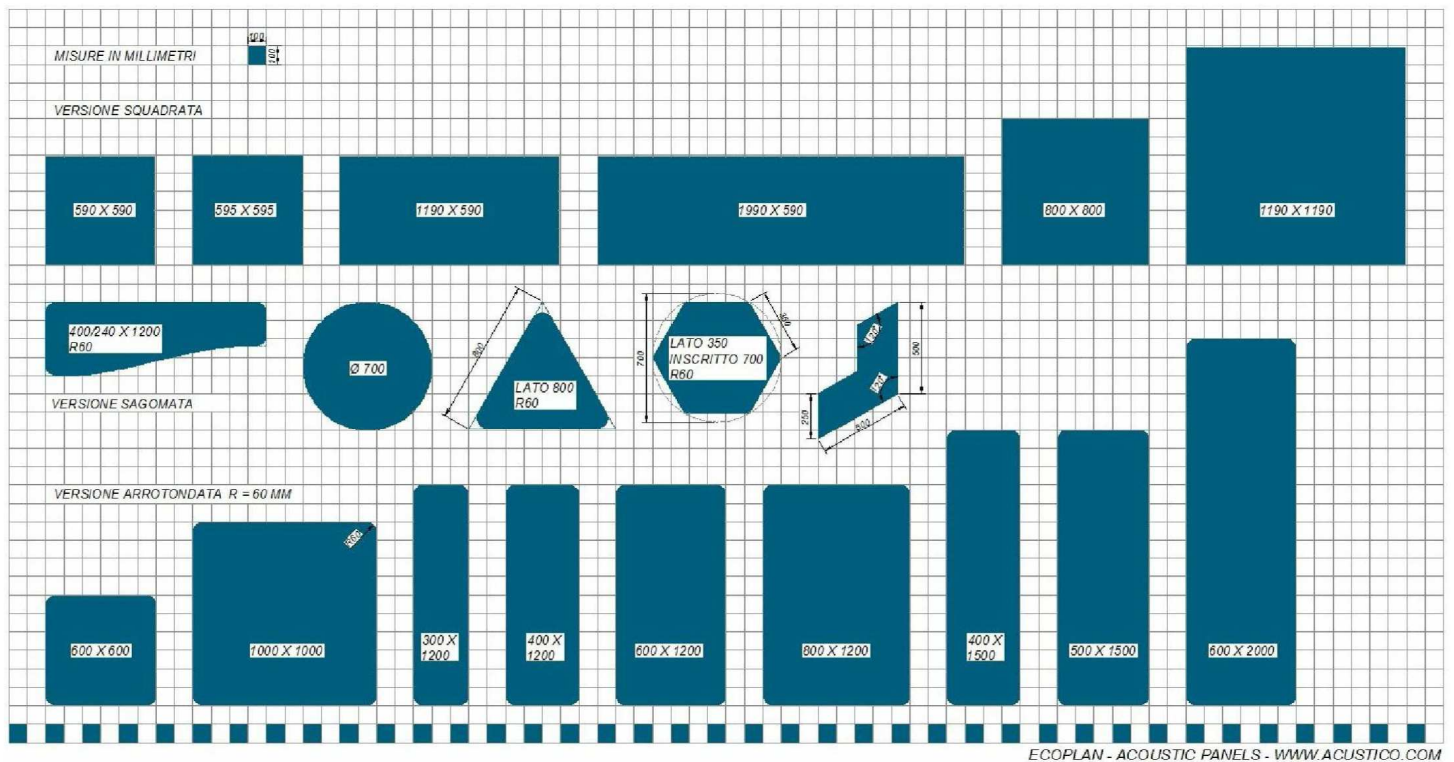 100
MISURE IN MILLIMETRI
100
VERSIONE SQUADRATA
590 X 590
595 X 595
1190 X 590
1990 X 590
800 X 800
1190 X 1190
400/240 X 1200
R60
Ø 700
800
LATO 800
R60
700
350
LATO 350
INSCRITTO 700
R60
120°
500
120°
250
500
VERSIONE SAGOMATA
VERSIONE ARROTONDATA R = 60 MM
R60
600 X 600
1000 X 1000
300 X
1200
400 X
1200
600 X 1200
800 X 1200
400 X
1500
500 X 1500
600 X 2000
ECOPLAN - ACOUSTIC PANELS - WWW.ACUSTICO.COM